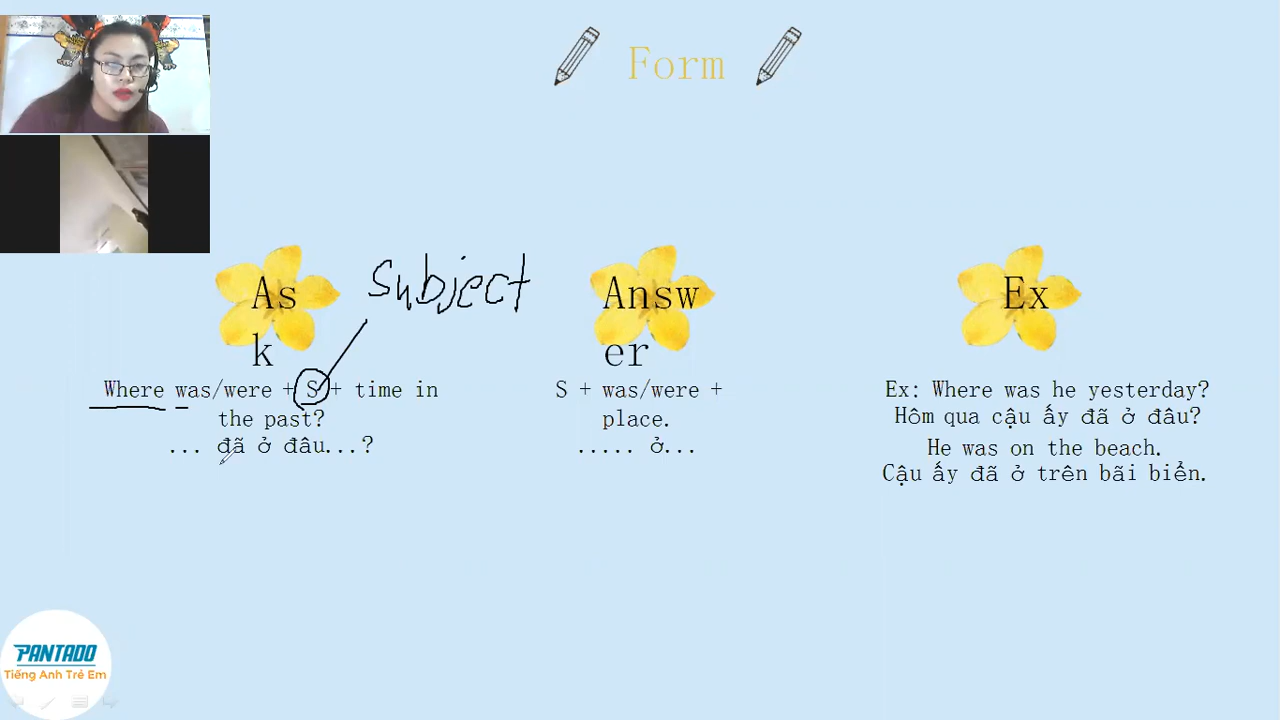 Form
As
k
Subject
Where was/were + S + time in
the past?
... đã ở đâu...?
Answ
er
S + was/were +
place.
..... ở...
Ex
Ex: Where was he yesterday?
Hôm qua cậu ấy đã ở đâu?
He was on the beach.
Cậu ấy đã ở trên bãi biển.
PANTADO
Tiếng Anh Trẻ Em